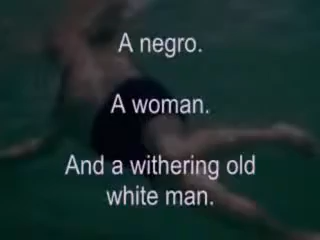 A negro.
A woman.
And a withering old
white man.